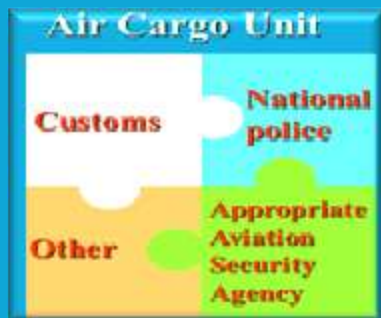 Air Cargo Unit
Customs
National
police
Other
Appropriate
Aviation
Security
Agency